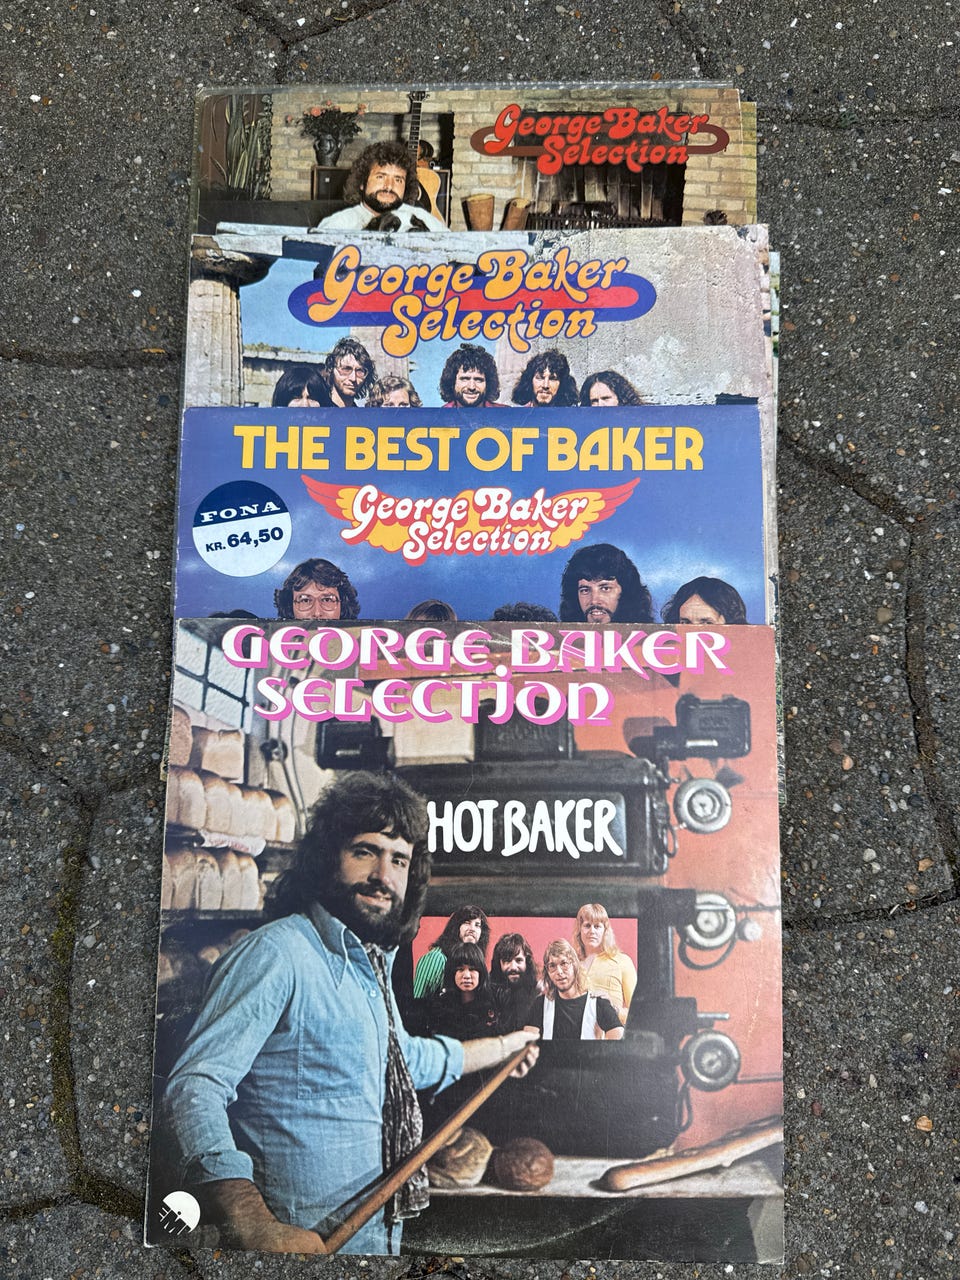 George Baker
Selection
George Baker
Selection
THE BEST OF BAKER
George Baker
Selection
FONA
KR. 64,50
GEORGE BAKER
SELECTION
HOT BAKER
EMI